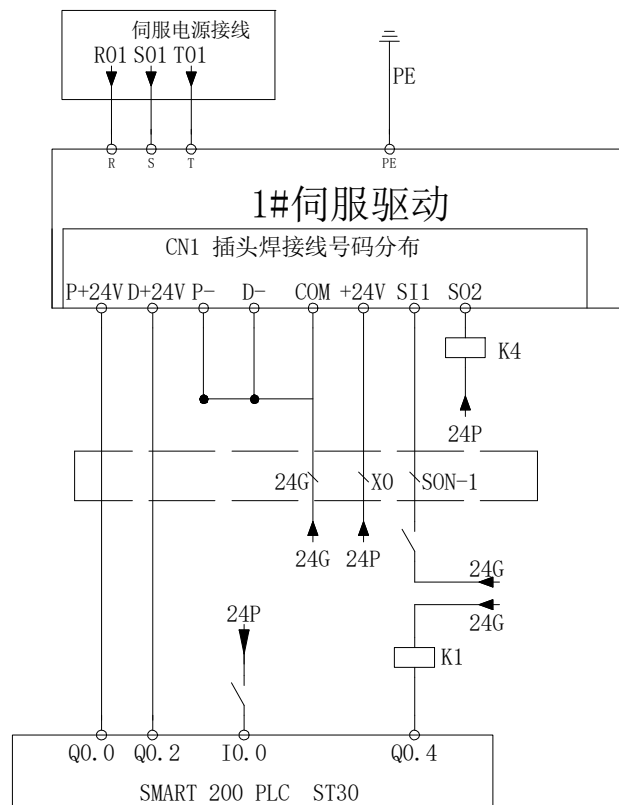 伺服电源接线
R01 S01 T01
PE
R S T PE
1#伺服驱动
CN1 插头焊接线号码分布
P+24V D+24V P- D- COM +24V SI1 SO2
K4
24P
24G X0 SON-1
24G 24P
24G
24P 24G
K1
Q0.0 Q0.2 I0.0 Q0.4
SMART 200 PLC ST30